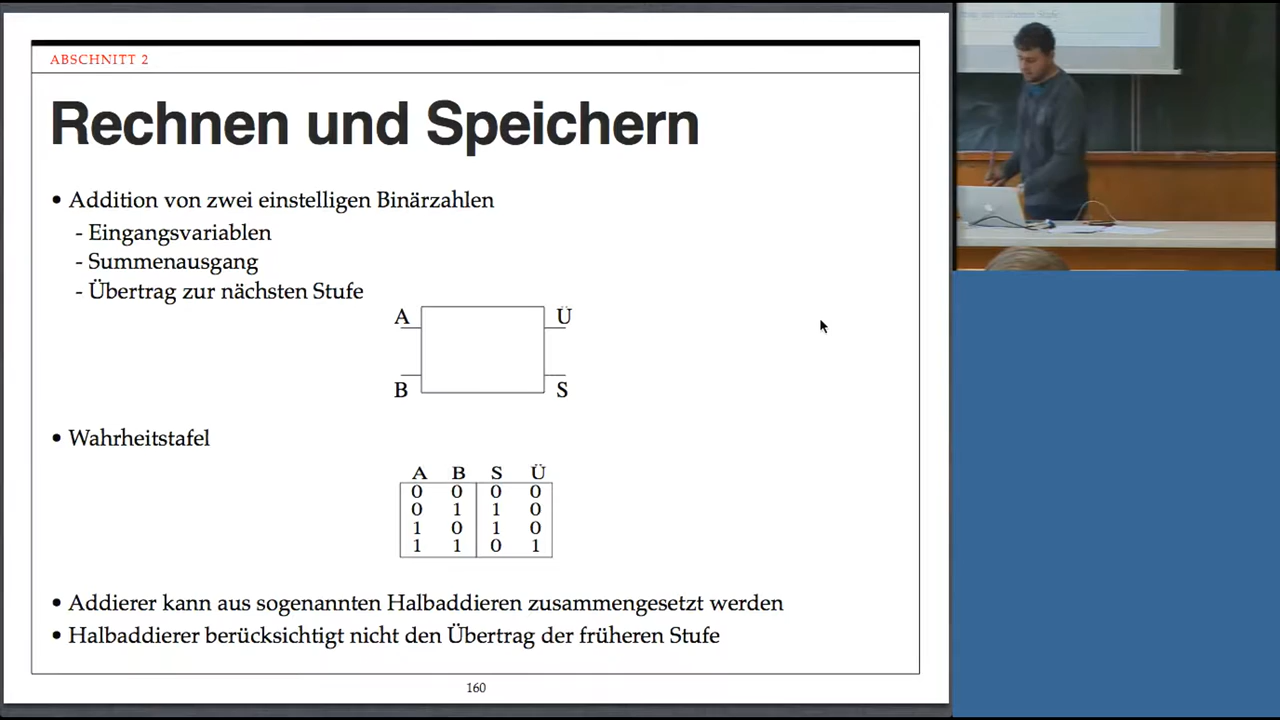 ABSCHNITT 2
Rechnen und Speichern
• Addition von zwei einstelligen Binärzahlen
- Eingangsvariablen
- Summenausgang
- Übertrag zur nächsten Stufe
A Ü
B S
• Wahrheitstafel
A B S Ü
0 0 0 0
0 1 1 0
1 0 1 0
1 1 0 1
• Addierer kann aus sogenannten Halbaddieren zusammengesetzt werden
• Halbaddierer berücksichtigt nicht den Übertrag der früheren Stufe
160